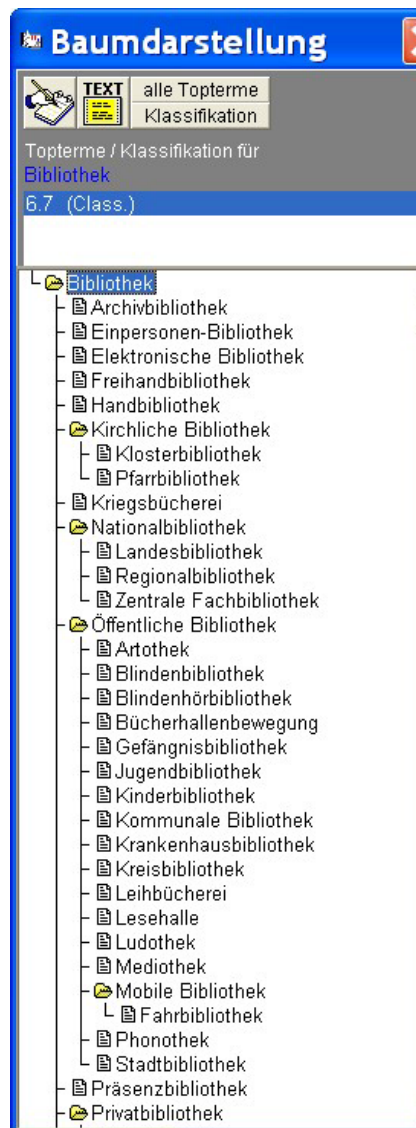 Baumdarstellung
TEXT
alle Topterme
Klassifikation
Topterme / Klassifikation für
Bibliothek
6.7 (Class.)
Bibliothek
Archivbibliothek
Einpersonen-Bibliothek
Elektronische Bibliothek
Freihandbibliothek
Handbibliothek
Kirchliche Bibliothek
Klosterbibliothek
Pfarrbibliothek
Kriegsbücherei
Nationalbibliothek
Landesbibliothek
Regionalbibliothek
Zentrale Fachbibliothek
Öffentliche Bibliothek
Artothek
Blindenbibliothek
Blindenhörbibliothek
Bücherhallenbewegung
Gefängnisbibliothek
Jugendbibliothek
Kinderbibliothek
Kommunale Bibliothek
Krankenhausbibliothek
Kreisbibliothek
Leihbücherei
Lesehalle
Ludothek
Mediothek
Mobile Bibliothek
Fahrbibliothek
Phonothek
Stadtbibliothek
Präsenzbibliothek
Privatbibliothek